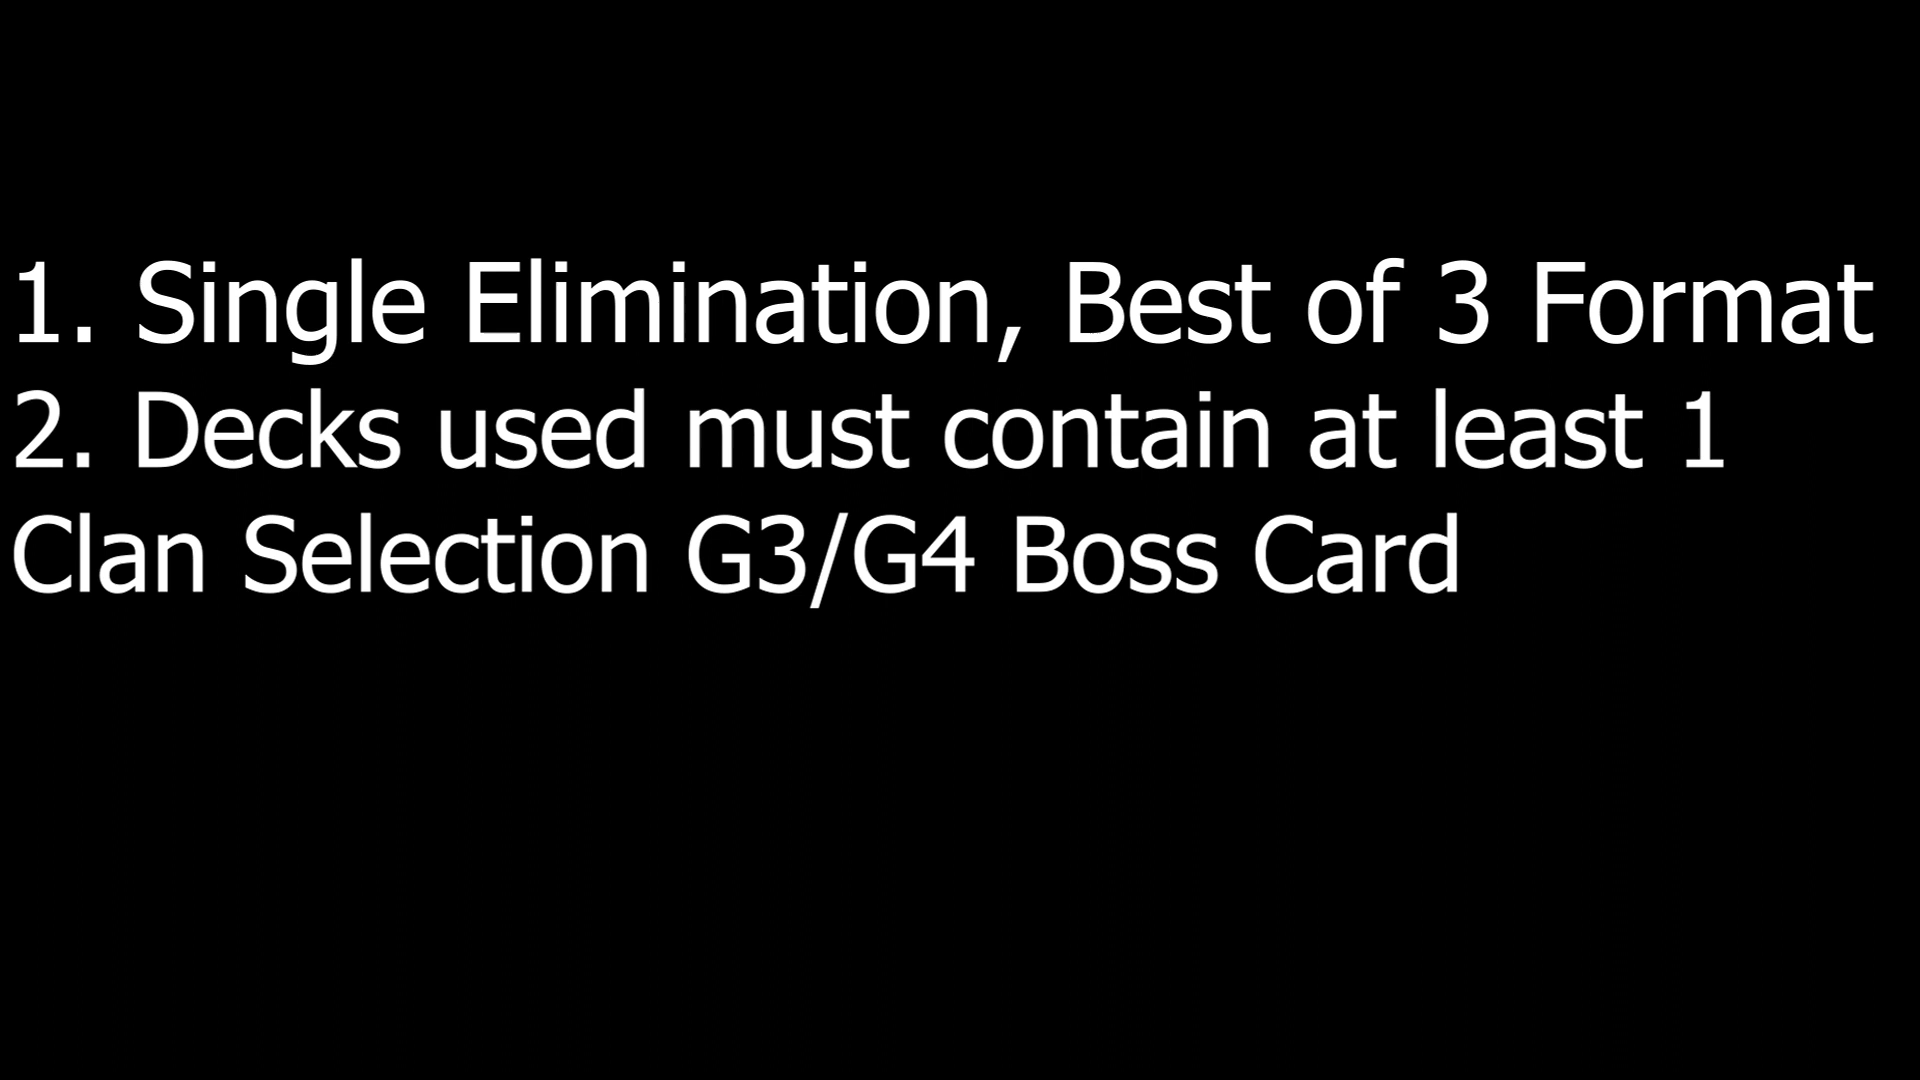 1. Single Elimination, Best of 3 Format
2. Decks used must contain at least 1
Clan Selection G3/G4 Boss Card